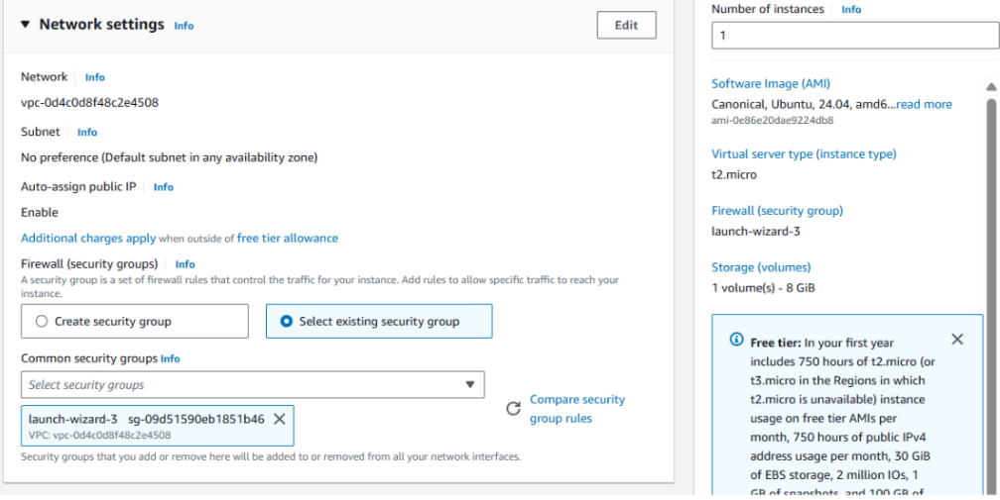 Network settings Info
Edit
Network Info
vpc-0d4c0d8f48c2e4508
Subnet Info
No preference (Default subnet in any availability zone)
Auto-assign public IP Info
Enable
Additional charges apply when outside of free tier allowance
Firewall (security groups) Info
A security group is a set of firewall rules that control the traffic for your instance. Add rules to allow specific traffic to reach your
instance.
Create security group
Select existing security group
Common security groups Info
Select security groups
launch-wizard-3 sg-09d51590eb1851b46
VPC: vpc-0d4c0d8f48c2e4508
Compare security
group rules
Security groups that you add or remove here will be added to or removed from all your network interfaces.
Number of instances Info
1
Software Image (AMI)
Canonical, Ubuntu, 24.04, amd6...read more
ami-0e86e20dae9224db8
Virtual server type (instance type)
t2.micro
Firewall (security group)
launch-wizard-3
Storage (volumes)
1 volume(s) - 8 GiB
Free tier: In your first year
includes 750 hours of t2.micro (or
t3.micro in the Regions in which
t2.micro is unavailable) instance
usage on free tier AMIs per
month, 750 hours of public IPv4
address usage per month, 30 GiB
of EBS storage, 2 million IOs, 1
GB of snapshots, and 100 GB of